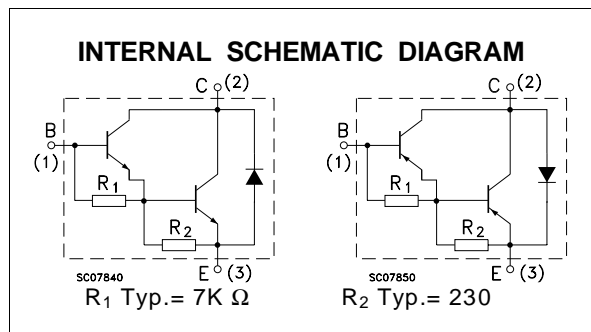 INTERNAL SCHEMATIC DIAGRAM
C (2)
B
(1)
R1
R2
E (3)
SC07840
C (2)
B
(1)
R1
R2
E (3)
SC07850
R1 Typ.= 7K Ω R2 Typ.= 230